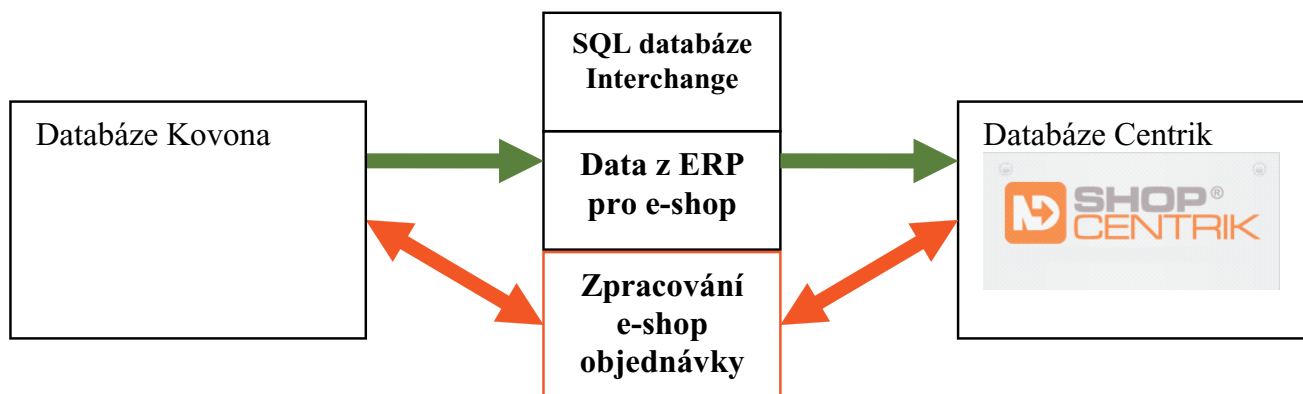 SQL databáze
Interchange
Databáze Kovona
Data z ERP
pro e-shop
Zpracování
e-shop
objednávky
Databáze Centrik
SHOP®
CENTRIK